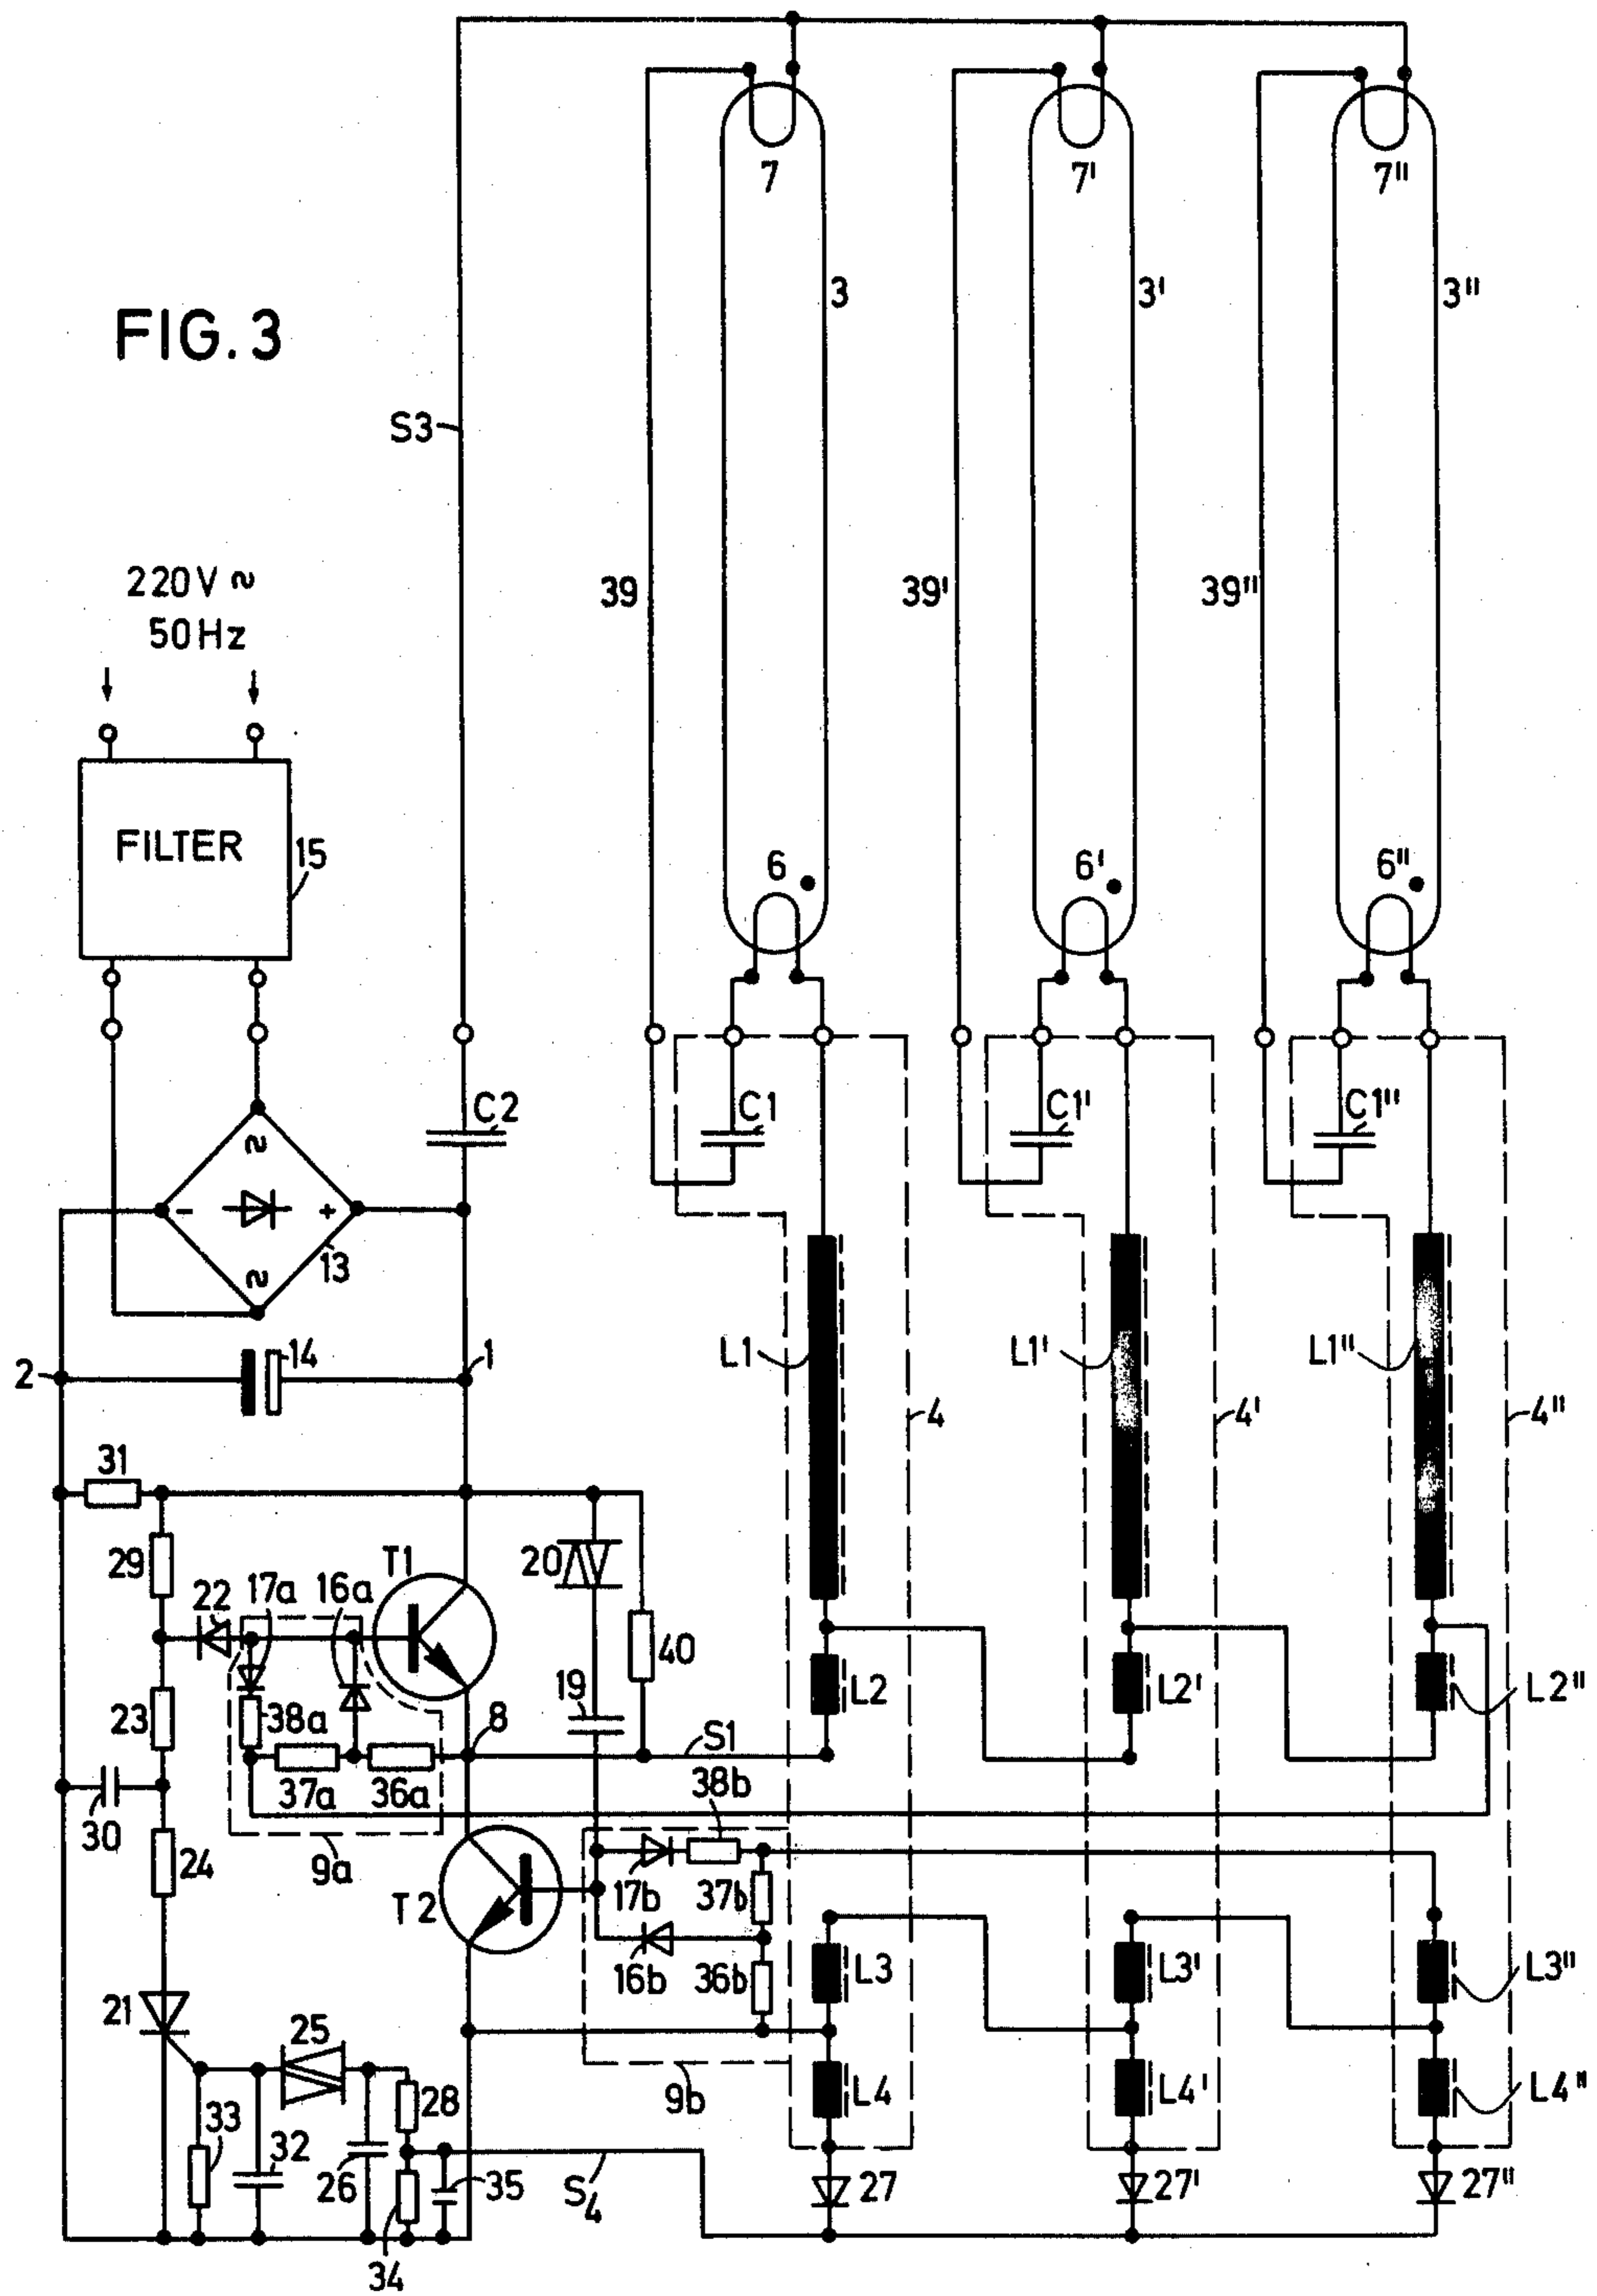 7 7' 7"
3 3' 3"
FIG. 3
S3
220V ≈
50Hz
39 39' 39"
FILTER
15
6 6' 6"
C2 C1 C1" C1"
≈
- +
≈
13
14
1
2
L1 L1' L1"
4 4' 4"
31
29
T1
20
22 17a 16a
40
19
L2 L2' L2"
23
38a
8
S1
37a 36a
38b
30
24
9a
T2
17b 37b
16b 36b
L3 L3' L3"
21
25
28
9b
L4 L4' L4"
33 32 26 35
S4
27 27' 27"
34